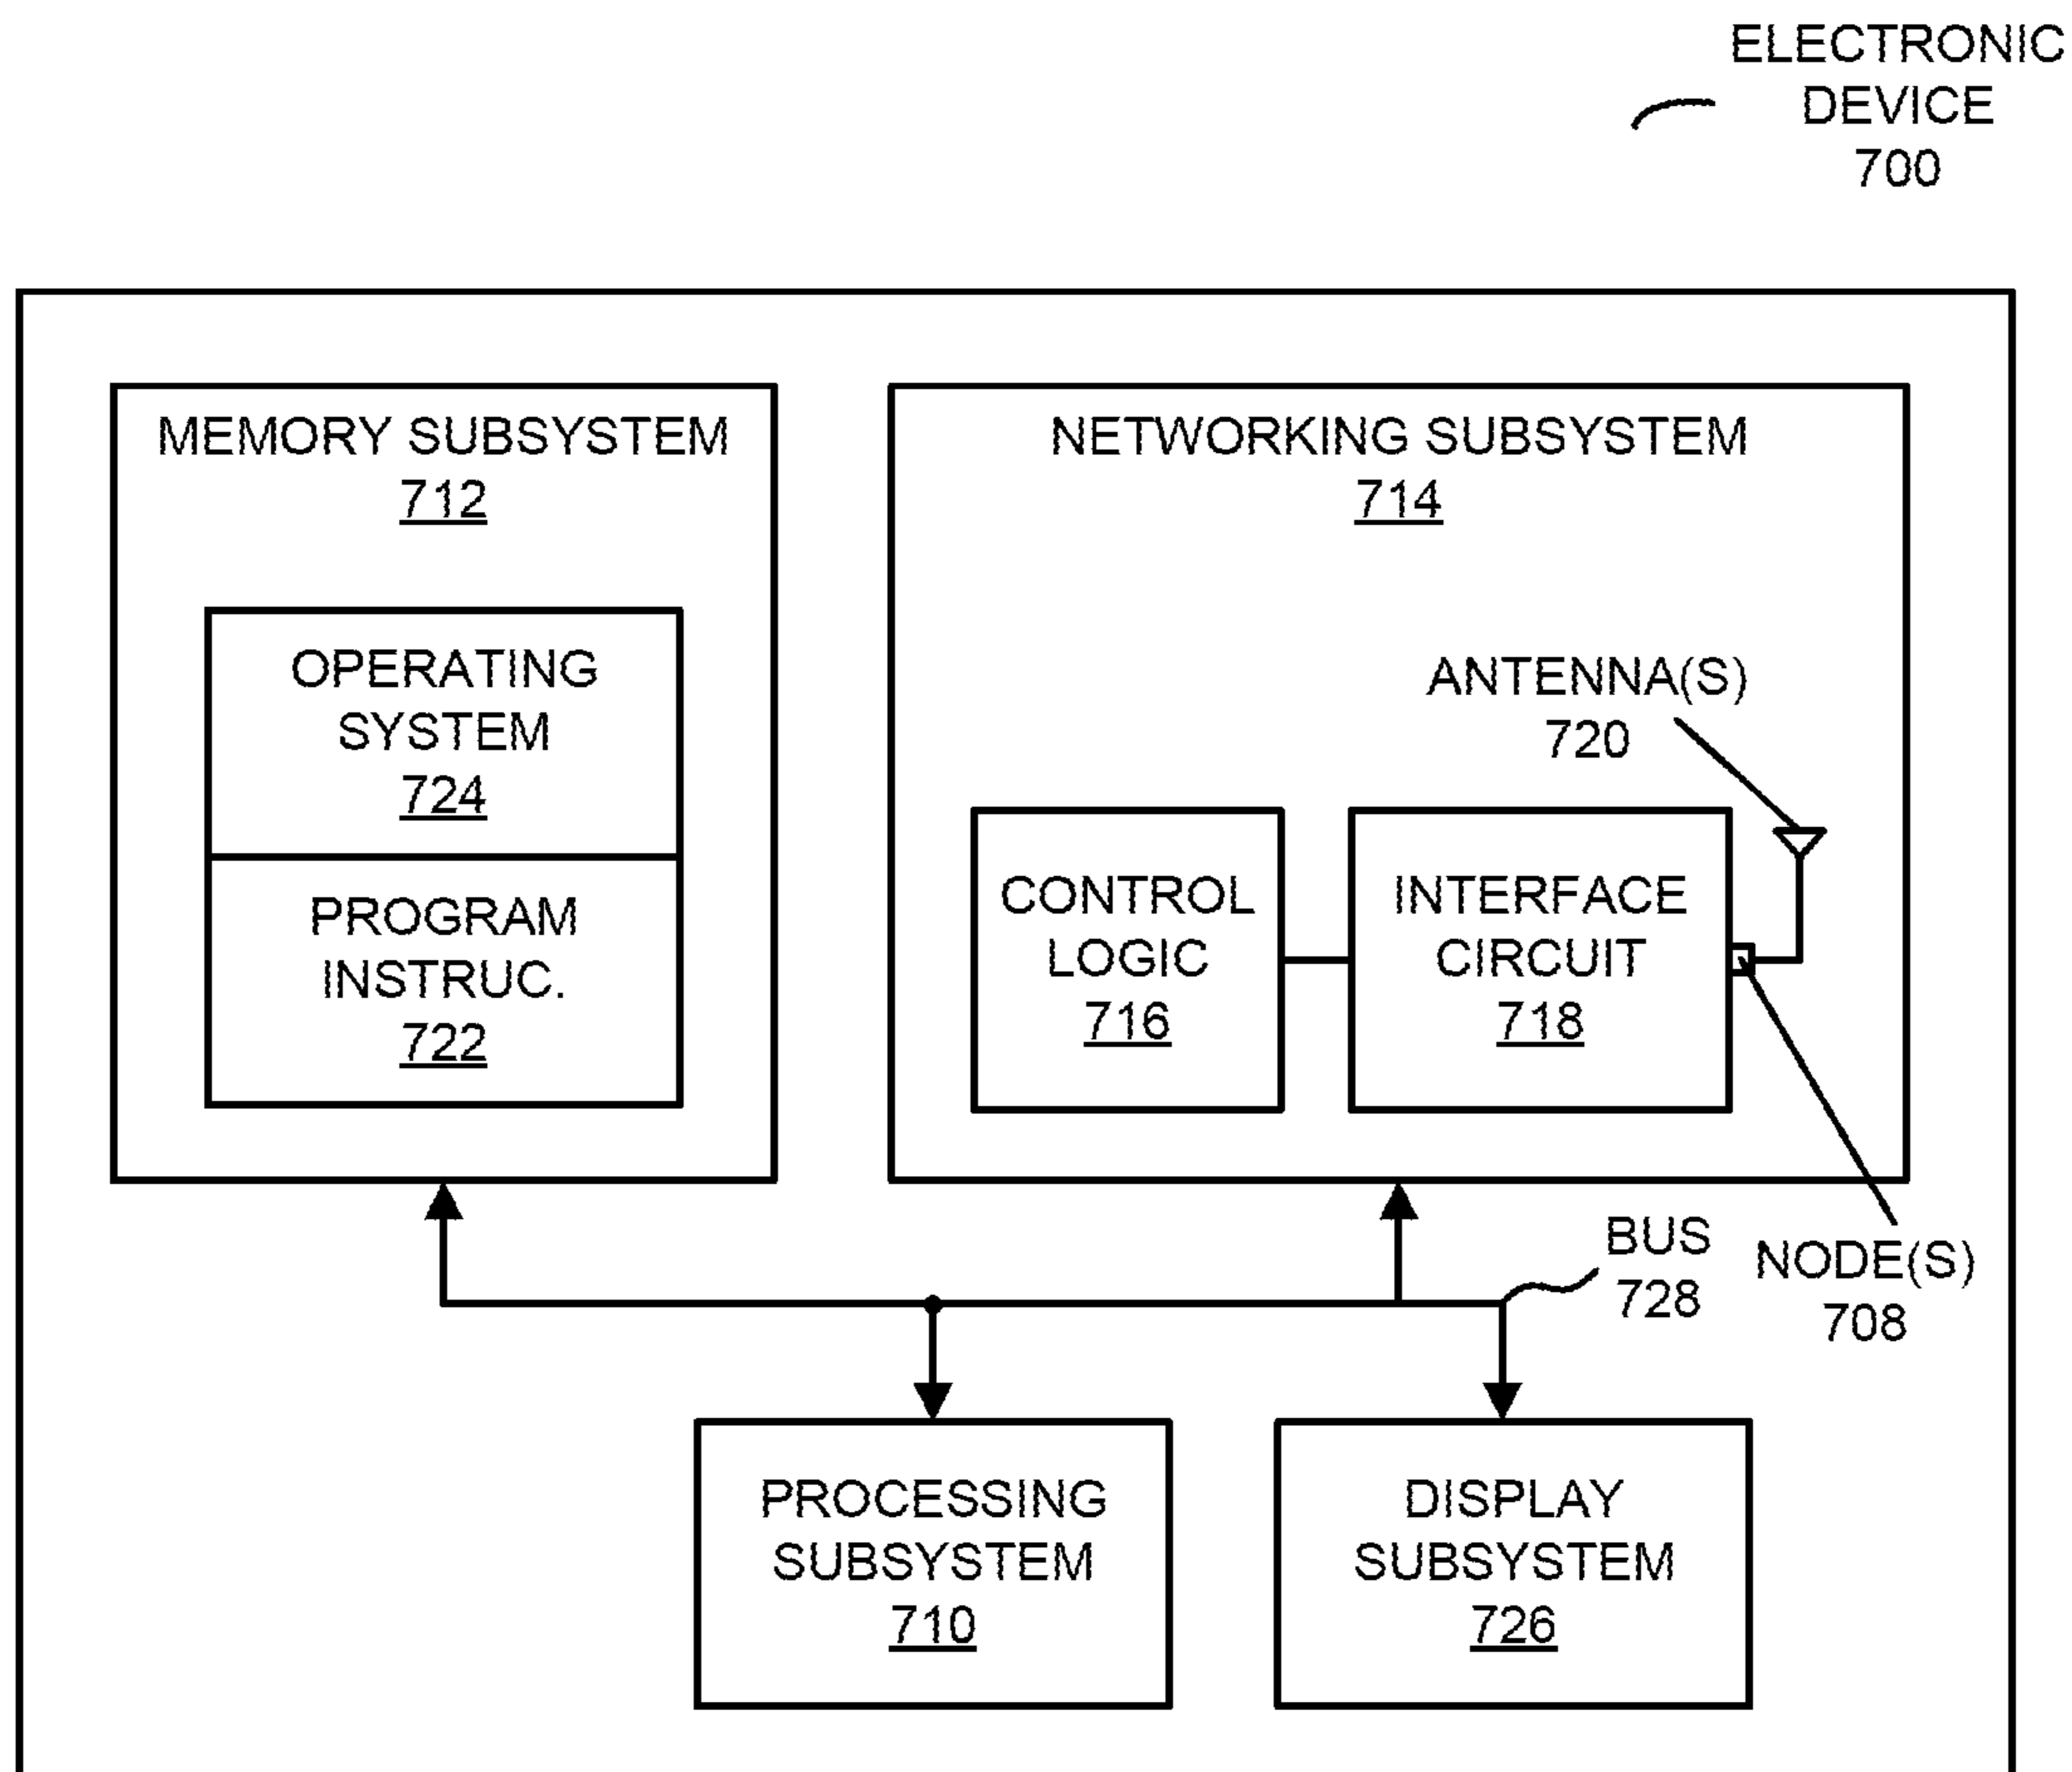 ELECTRONIC
DEVICE
700
MEMORY SUBSYSTEM
712
OPERATING
SYSTEM
724
PROGRAM
INSTRUC.
722
NETWORKING SUBSYSTEM
714
ANTENNA(S)
720
CONTROL
LOGIC
716
INTERFACE
CIRCUIT
718
BUS
728
NODE(S)
708
PROCESSING
SUBSYSTEM
710
DISPLAY
SUBSYSTEM
726